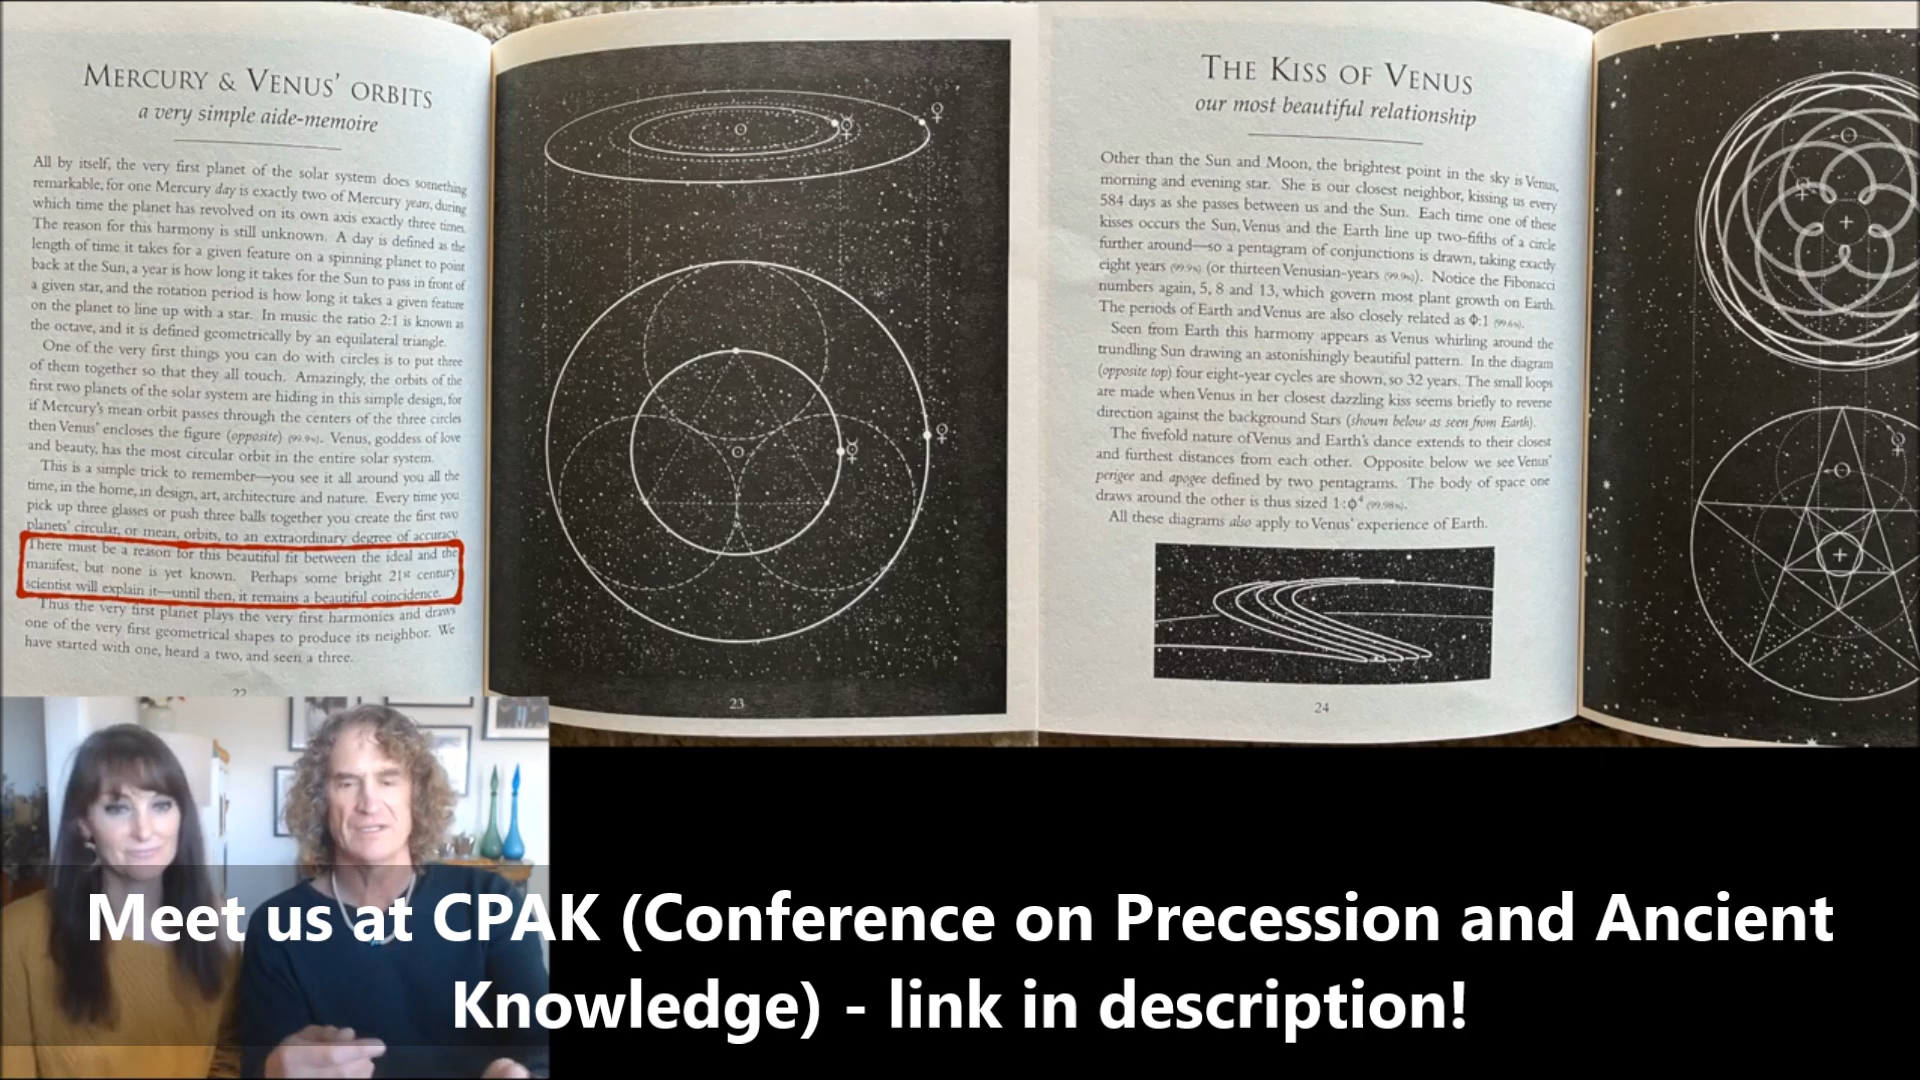 MERCURY & VENUS' ORBITS
a very simple aide-memoire
All by itself, the very first planet of the solar system does something
remarkable, for one Mercury day is exactly two of Mercury years, during
which time the planet has revolved on its own axis exactly three times.
The reason for this harmony is still unknown. A day is defined as the
length of time it takes for a given feature on a spinning planet to point
back at the Sun, a year is how long it takes for the Sun to pass in front of
a given star, and the rotation period is how long it takes a given feature
on the planet to line up with a star. In music the ratio 2:1 is known as
the octave, and it is defined geometrically by an equilateral triangle.
One of the very first things you can do with circles is to put three
of them together so that they all touch. Amazingly, the orbits of the
first two planets of the solar system are hiding in this simple design, for
if Mercury's mean orbit passes through the centers of the three circles
then Venus' encloses the figure (opposite) (99.9%). Venus, goddess of love
and beauty, has the most circular orbit in the entire solar system.
This is a simple trick to remember—you see it all around you all the
time, in the home, in design, art, architecture and nature. Every time you
pick up three glasses or push three balls together you create the first two
planets' circular, or mean, orbits, to an extraordinary degree of accuracy
There must be a reason for this beautiful fit between the ideal and the
manifest, but none is yet known. Perhaps some bright 21st century
scientist will explain it—until then, it remains a beautiful coincidence.
Thus the very first planet plays the very first harmonies and draws
one of the very first geometrical shapes to produce its neighbor. We
have started with one, heard a two, and seen a three.
22
23
THE KISS OF VENUS
our most beautiful relationship
Other than the Sun and Moon, the brightest point in the sky is Venus,
morning and evening star. She is our closest neighbor, kissing us every
584 days as she passes between us and the Sun. Each time one of these
kisses occurs the Sun, Venus and the Earth line up two-fifths of a circle
further around—so a pentagram of conjunctions is drawn, taking exactly
eight years (99.9%) (or thirteen Venusian-years (99.9%)). Notice the Fibonacci
numbers again, 5, 8 and 13, which govern most plant growth on Earth.
The periods of Earth and Venus are also closely related as Φ:1 (99.6%).
Seen from Earth this harmony appears as Venus whirling around the
trundling Sun drawing an astonishingly beautiful pattern. In the diagram
(opposite top) four eight-year cycles are shown, so 32 years. The small loops
are made when Venus in her closest dazzling kiss seems briefly to reverse
direction against the background Stars (shown below as seen from Earth).
The fivefold nature of Venus and Earth's dance extends to their closest
and furthest distances from each other. Opposite below we see Venus'
perigee and apogee defined by two pentagrams. The body of space one
draws around the other is thus sized 1:Φ⁴ (99.98%).
All these diagrams also apply to Venus' experience of Earth.
24
Meet us at CPAK (Conference on Precession and Ancient
Knowledge) - link in description!